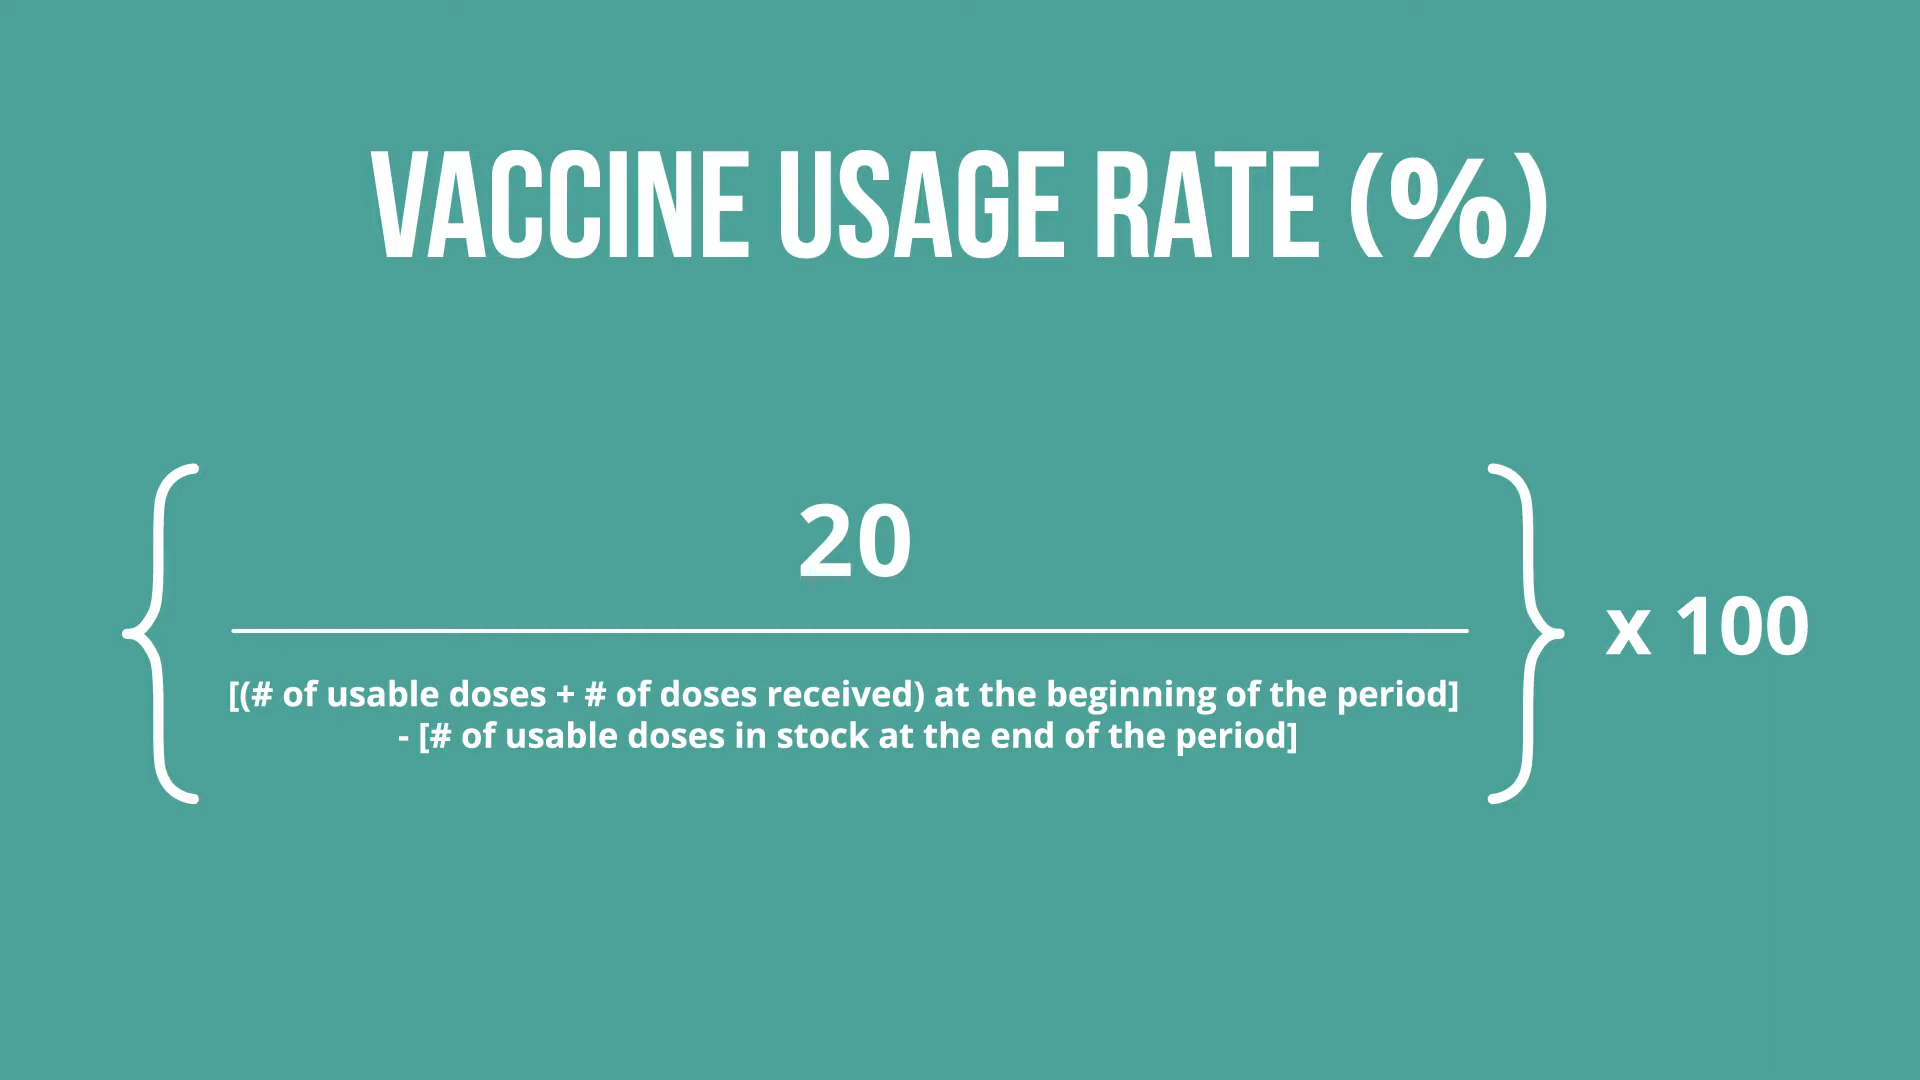 VACCINE USAGE RATE (%)
20
x 100
[(# of usable doses + # of doses received) at the beginning of the period]
- [# of usable doses in stock at the end of the period]